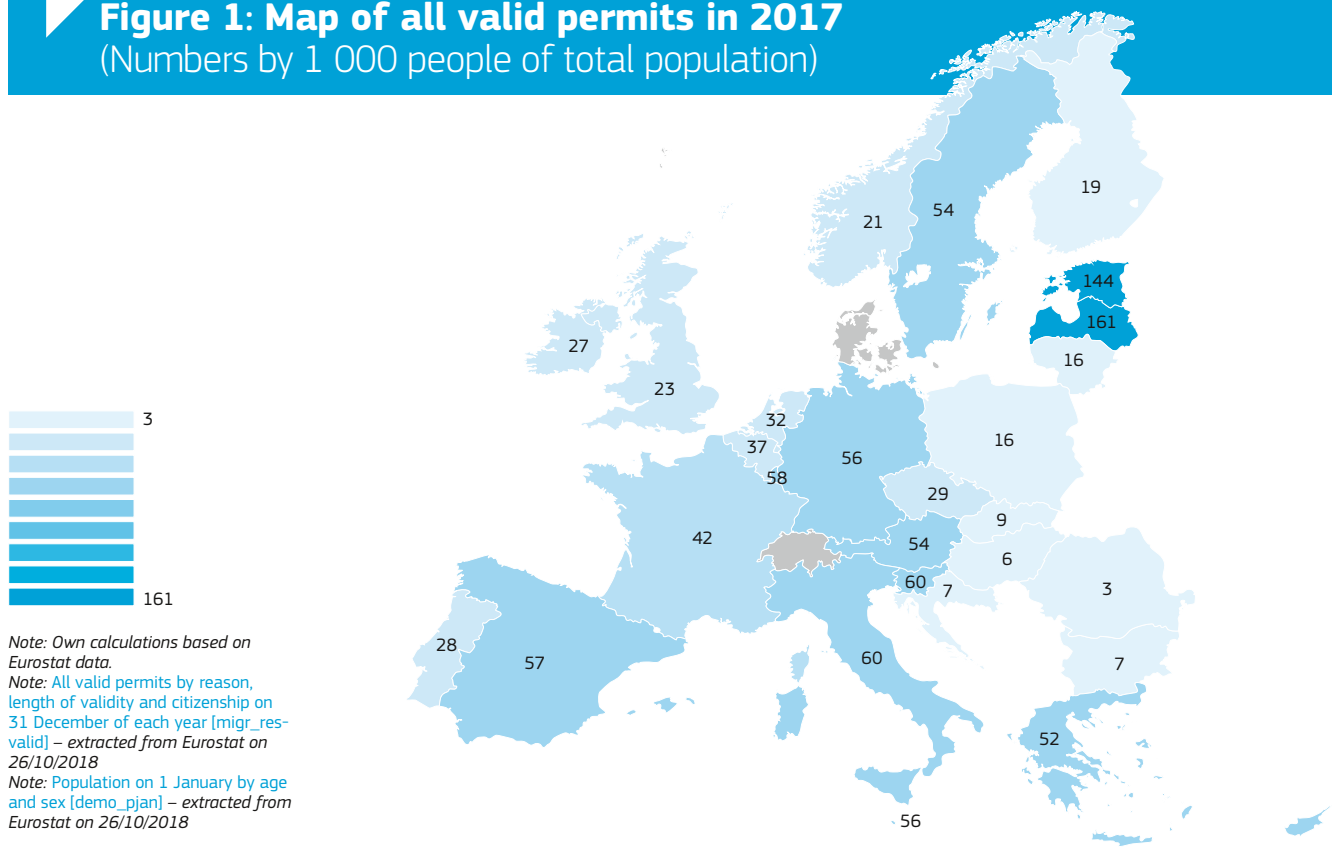 Figure 1: Map of all valid permits in 2017
(Numbers by 1 000 people of total population)
19
54
21
144
161
16
27
23
32
37
58
56
16
29
9
54
6
42
60
7
3
28
57
60
7
52
56
3
161
Note: Own calculations based on
Eurostat data.
Note: All valid permits by reason,
length of validity and citizenship on
31 December of each year [migr_res-
valid] – extracted from Eurostat on
26/10/2018
Note: Population on 1 January by age
and sex [demo_pjan] – extracted from
Eurostat on 26/10/2018